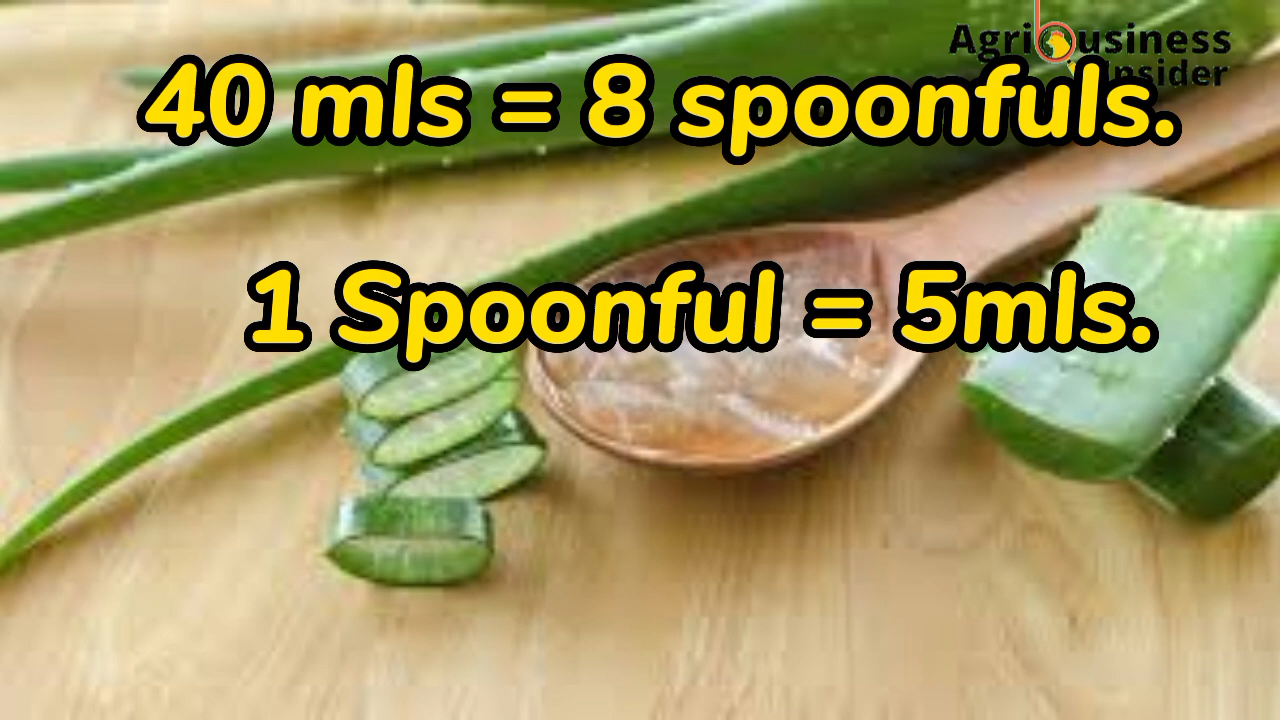 Agribusiness
Insider
40 mls = 8 spoonfuls.
1 Spoonful = 5mls.